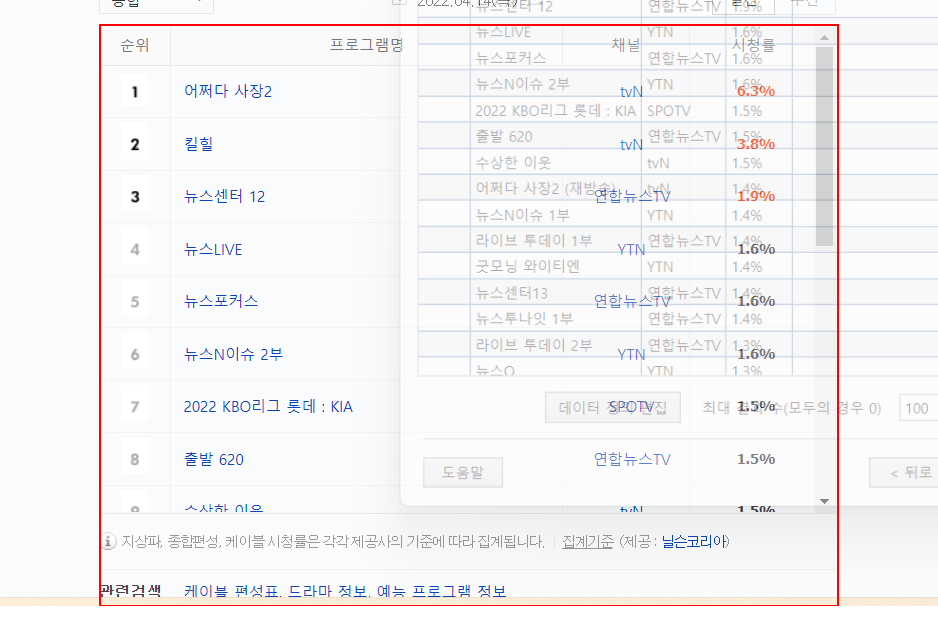 종합
2022.04.14(목)
순위 프로그램명 채널 시청률
1 어쩌다 사장2 tvN 6.3%
2 킬힐 tvN 3.8%
3 뉴스센터 12 연합뉴스TV 1.9%
4 뉴스LIVE YTN 1.6%
5 뉴스포커스 연합뉴스TV 1.6%
6 뉴스N이슈 2부 YTN 1.6%
7 2022 KBO리그 롯데 : KIA SPOTV 1.5%
8 출발 620 연합뉴스TV 1.5%
9 수상한 이웃 tvN 1.5%
지상파, 종합편성, 케이블 시청률은 각각 제공사의 기준에 따라 집계됩니다. 집계기준 (제공 : 닐슨코리아)
관련검색 케이블 편성표, 드라마 정보, 예능 프로그램 정보
뉴스센터 12 연합뉴스TV 1.9%
뉴스LIVE YTN 1.6%
뉴스포커스 연합뉴스TV 1.6%
뉴스N이슈 2부 YTN 1.6%
2022 KBO리그 롯데 : KIA SPOTV 1.5%
출발 620 연합뉴스TV 1.5%
수상한 이웃 tvN 1.5%
어쩌다 사장2 (재방송) tvN 1.4%
뉴스N이슈 1부 YTN 1.4%
라이브 투데이 1부 연합뉴스TV 1.4%
굿모닝 와이티엔 YTN 1.4%
뉴스센터13 연합뉴스TV 1.4%
뉴스투나잇 1부 연합뉴스TV 1.4%
라이브 투데이 2부 연합뉴스TV 1.3%
뉴스Q YTN 1.3%
데이터 편집 최대 수(모두의 경우 0) 100
도움말 < 뒤로